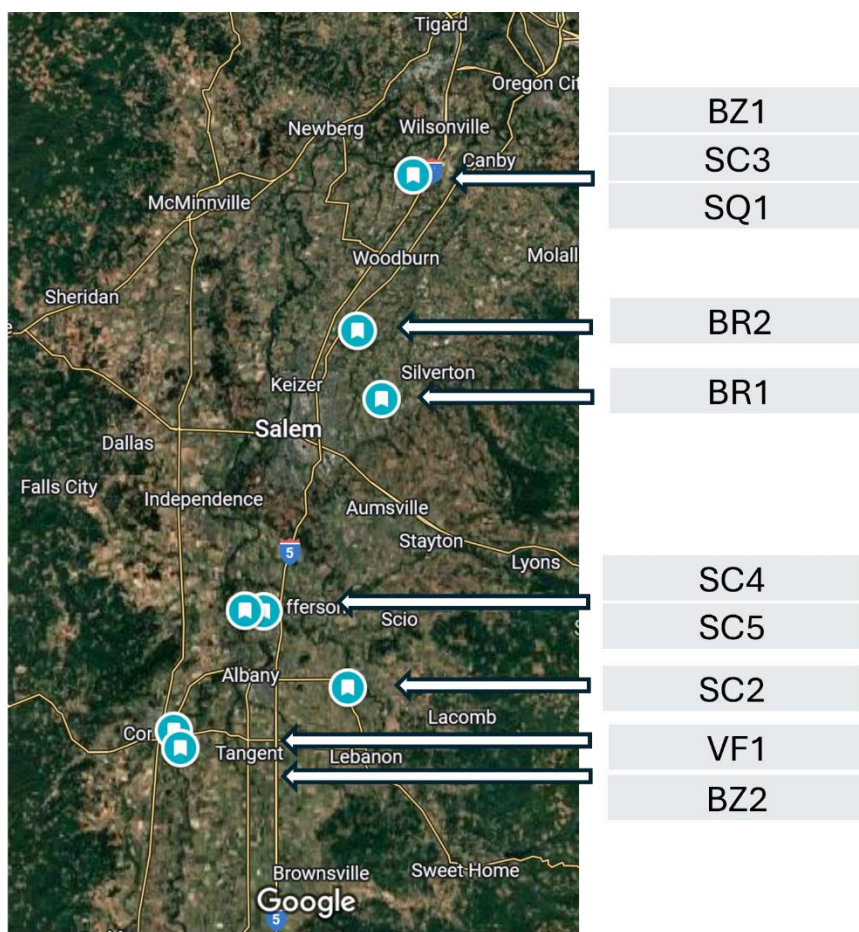 Tigard
Oregon Cit
Newberg
Wilsonville
Canby
McMinnville
Woodburn
Molall
Sheridan
Silverton
Keizer
Salem
Dallas
Falls City
Independence
Aumsville
5
Stayton
Lyons
fferson
Scio
Albany
Lacomb
Cor
Tangent
Lebanon
Brownsville
Sweet Home
Google
5
BZ1
SC3
SQ1
BR2
BR1
SC4
SC5
SC2
VF1
BZ2